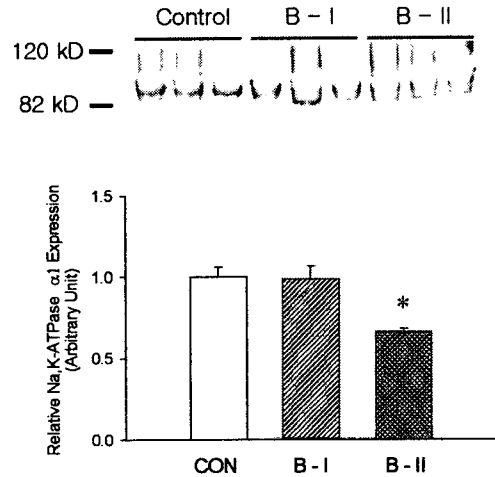 Control B - I B - II
120 kD
82 kD
Relative Na,K-ATPase α1 Expression
(Arbitrary Unit)
1.5
1.0
0.5
0.0
*
CON B - I B - II